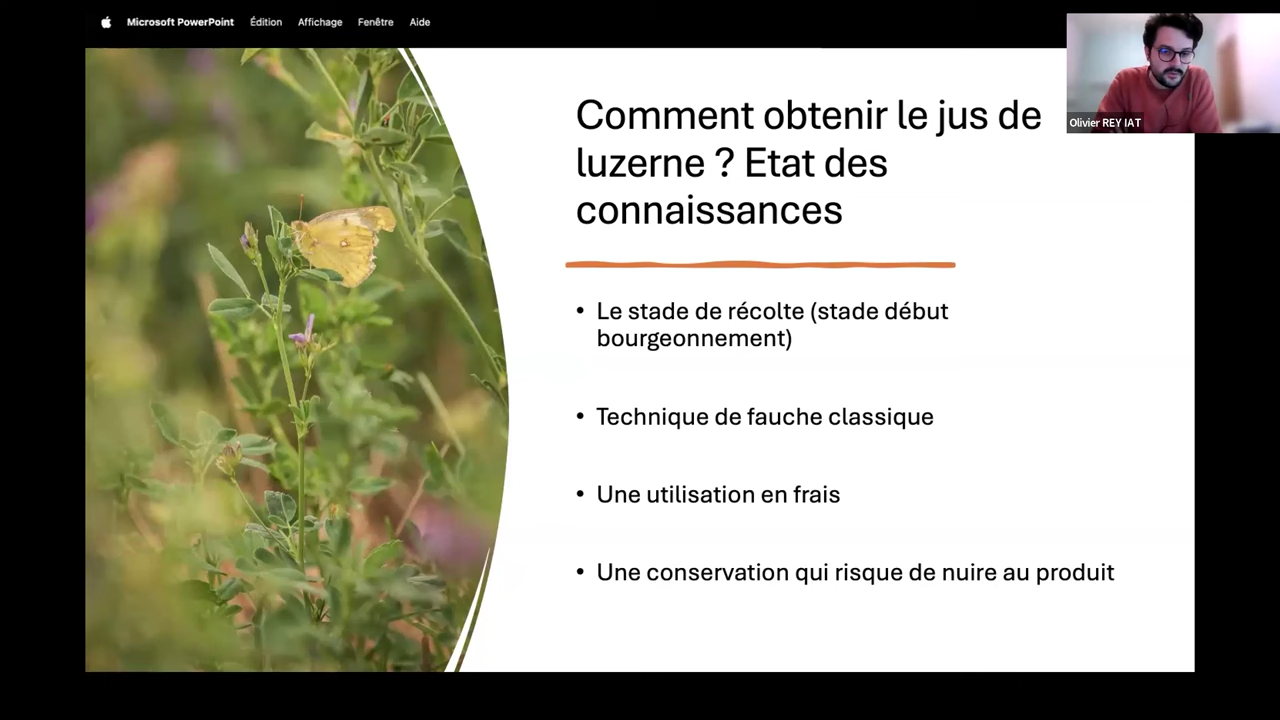 Microsoft PowerPoint Édition Affichage Fenêtre Aide
Olivier REY IAT
Comment obtenir le jus de
luzerne ? Etat des
connaissances
• Le stade de récolte (stade début
bourgeonnement)
• Technique de fauche classique
• Une utilisation en frais
• Une conservation qui risque de nuire au produit